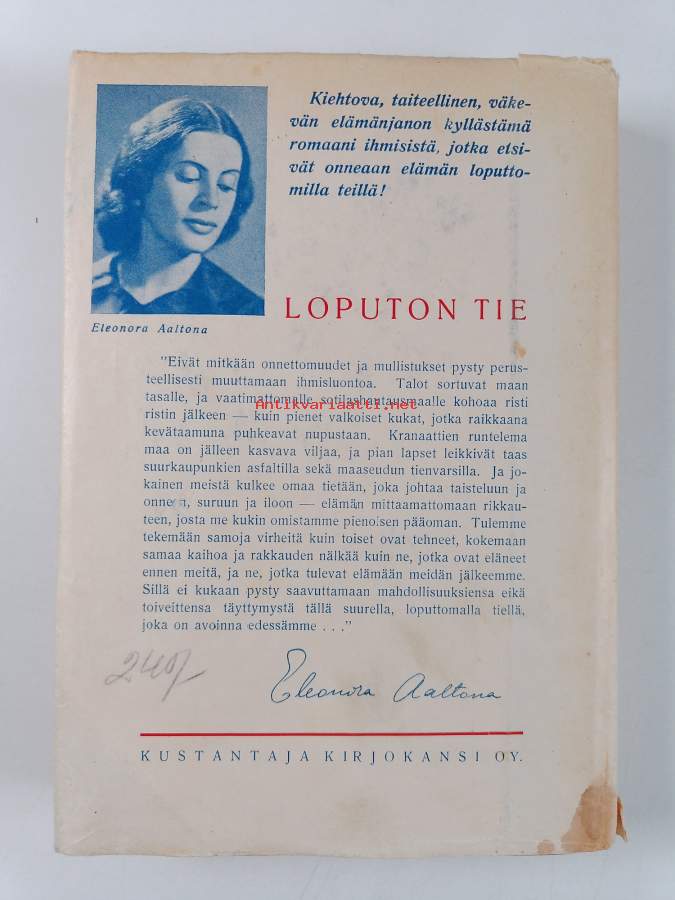 Kiehtova, taiteellinen, väke-
vän elämänjanon kyllästämä
romaani ihmisistä, jotka etsi-
vät onneaan elämän loputto-
milla teillä!
Eleonora Aaltona
LOPUTON TIE
"Eivät mitkään onnettomuudet ja mullistukset pysty perus-
teellisesti muuttamaan ihmisluontoa. Talot sortuvat maan
tasalle, ja vaatimattomalle sotilashautausmaalle kohoaa risti
Antikvariaatti.net
ristin jälkeen — kuin pienet valkoiset kukat, jotka raikkaana
kevätaamuna puhkeavat nupustaan. Kranaattien runtelema
maa on jälleen kasvava viljaa, ja pian lapset leikkivät taas
suurkaupunkien asfaltilla sekä maaseudun tienvarsilla. Ja jo-
kainen meistä kulkee omaa tietään, joka johtaa taisteluun ja
onneen, suruun ja iloon — elämän mittaamattomaan rikkau-
teen, josta me kukin omistamme pienoisen pääoman. Tulemme
tekemään samoja virheitä kuin toiset ovat tehneet, kokemaan
samaa kaihoa ja rakkauden nälkää kuin ne, jotka ovat eläneet
ennen meitä, ja ne, jotka tulevat elämään meidän jälkeemme.
Sillä ei kukaan pysty saavuttamaan mahdollisuuksiensa eikä
toiveittensa täyttymystä tällä suurella, loputtomalla tiellä,
joka on avoinna edessämme . . ."
Eleonora Aaltona
KUSTANTAJA KIRJOKANSI OY.